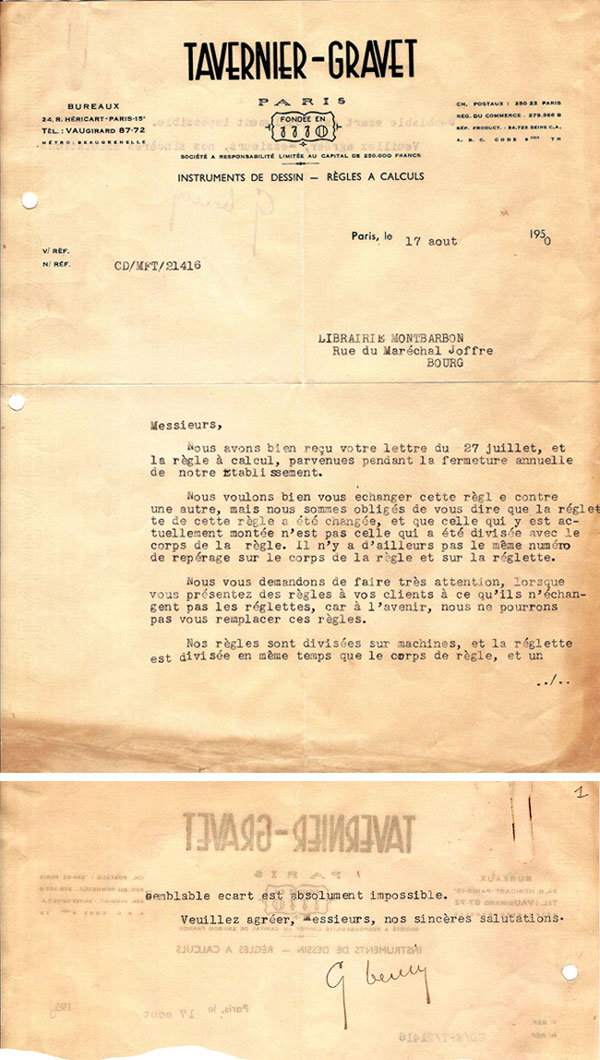 TAVERNIER-GRAVET
PARIS
FONDÉE EN
BUREAUX
24, R. HÉRICART-PARIS-15ᵉ
TÉL.: VAUGIRARD 87-72
MÉTRO: BEAUGRENELLE
CH. POSTAUX : 250 23 PARIS
REG. DU COMMERCE . 279.366 B
RÉF. PRODUCT. : 54.723 SEINE C.A.
A. B. C. CODE TH
SOCIÉTÉ A RESPONSABILITÉ LIMITÉE AU CAPITAL DE 250.000 FRANCS
INSTRUMENTS DE DESSIN — RÈGLES A CALCULS
Paris, le 17 aout 1950
V/ RÉF.
N/ RÉF. CD/MFT/21416
LIBRAIRIE MONTBARBON
Rue du Maréchal Joffre
BOURG
Messieurs,
Nous avons bien reçu votre lettre du 27 juillet, et
la règle à calcul, parvenues pendant la fermeture annuelle
de notre Etablissement.
Nous voulons bien vous echanger cette règl e contre
une autre, mais nous sommes obligés de vous dire que la réglet
te de cette règle a été changée, et que celle qui y est ac-
tuellement montée n'est pas celle qui a été divisée avec le
corps de la règle. Il n'y a d'ailleurs pas le même numéro
de repérage sur le corps de la règle et sur la réglette.
Nous vous demandons de faire très attention, lorsque
vous présentez des règles à vos clients à ce qu'ils n'échan-
gent pas les réglettes, car à l'avenir, nous ne pourrons
pas vous remplacer ces règles.
Nos règles sont divisées sur machines, et la réglette
est divisée en même temps que le corps de règle, et un
../..
1
semblable ecart est absolument impossible.
Veuillez agréer, Messieurs, nos sincères salutations.